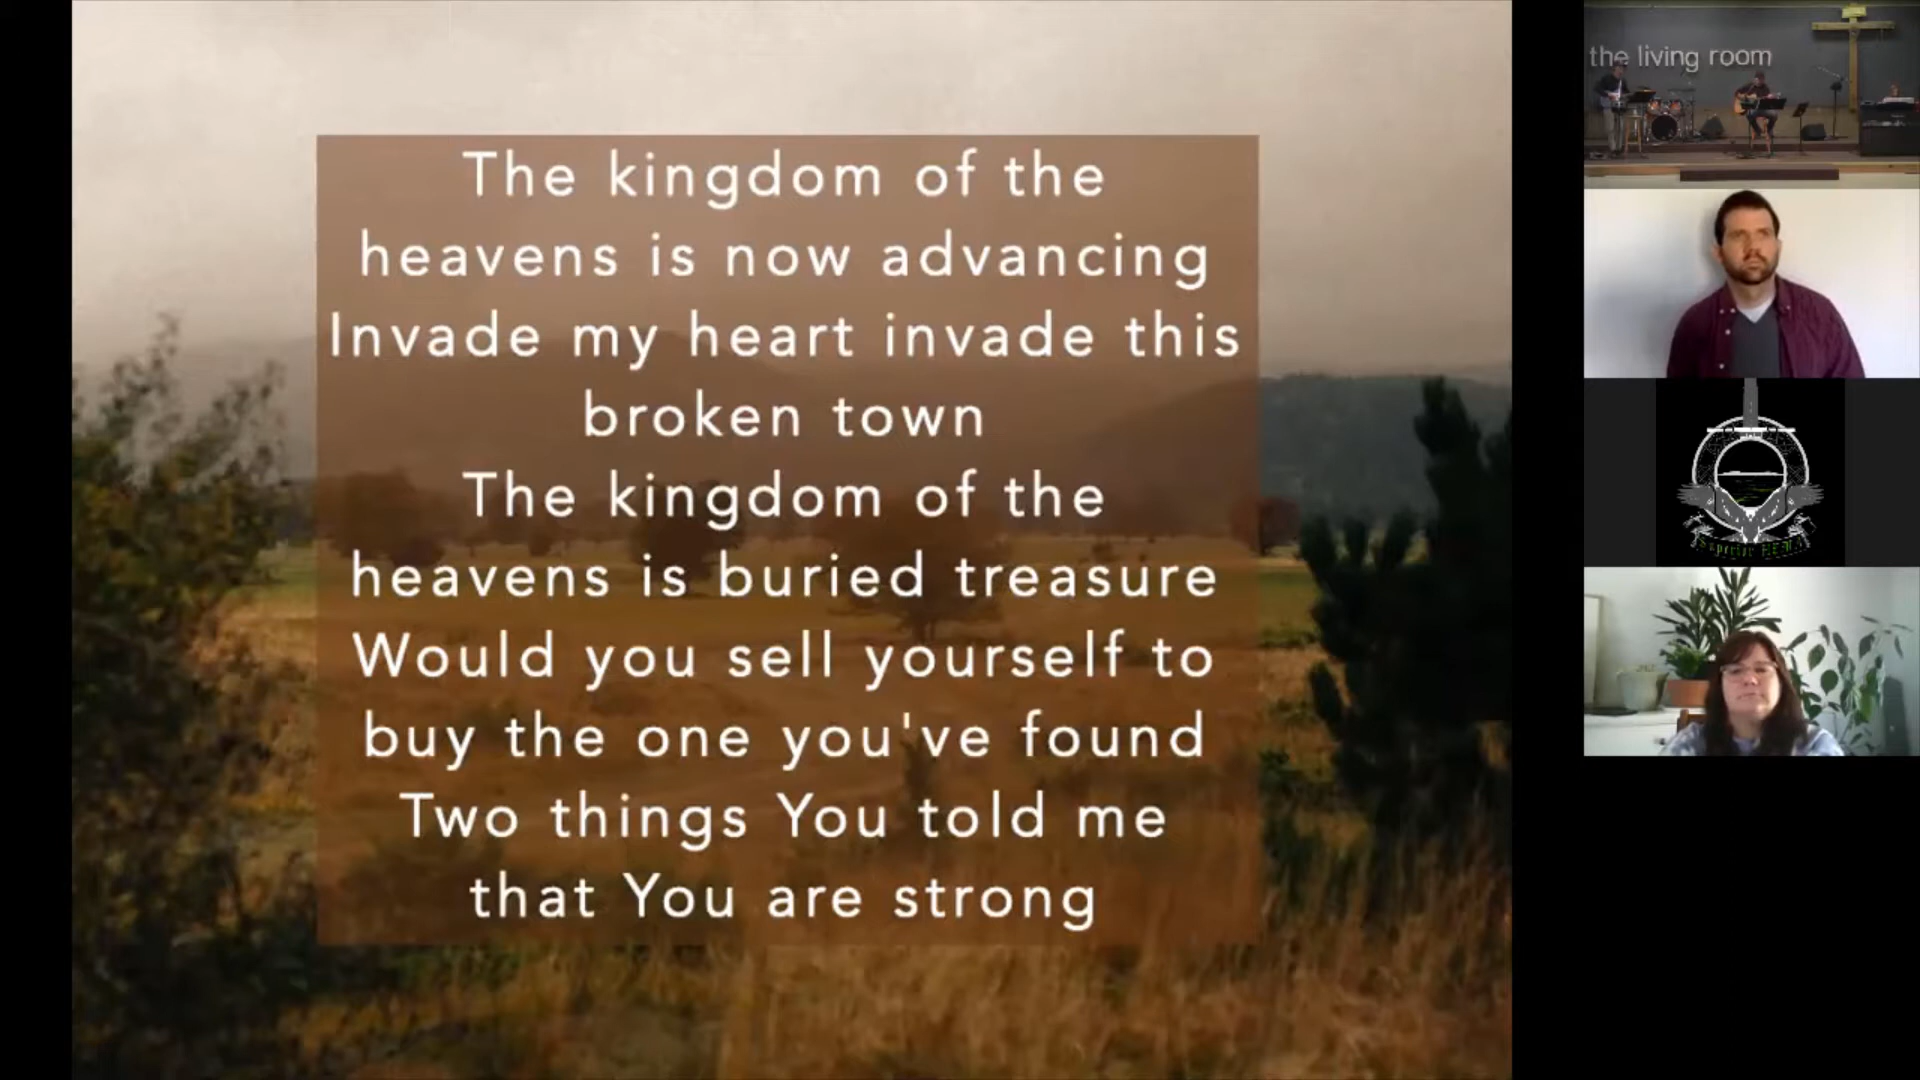 The kingdom of the
heavens is now advancing
Invade my heart invade this
broken town
The kingdom of the
heavens is buried treasure
Would you sell yourself to
buy the one you've found
Two things You told me
that You are strong
the living room
Superior